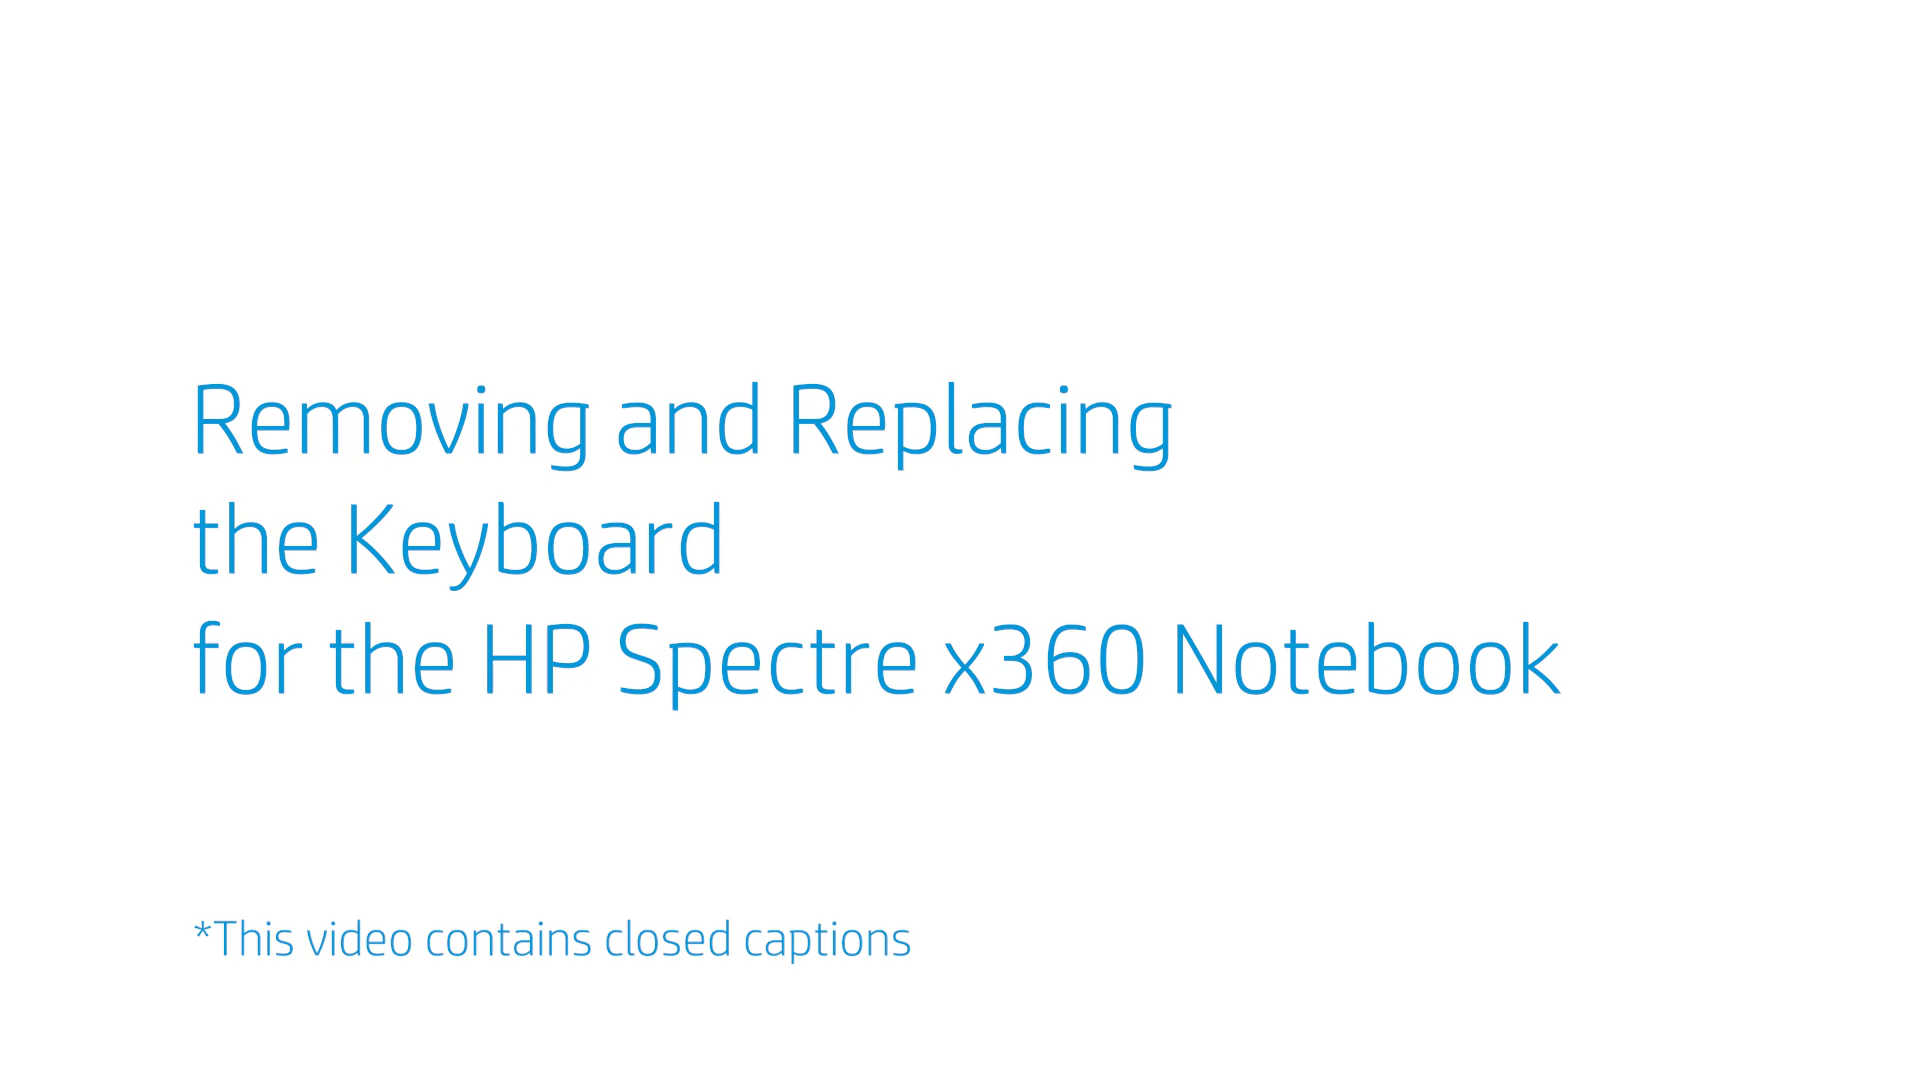 Removing and Replacing
the Keyboard
for the HP Spectre x360 Notebook
*This video contains closed captions